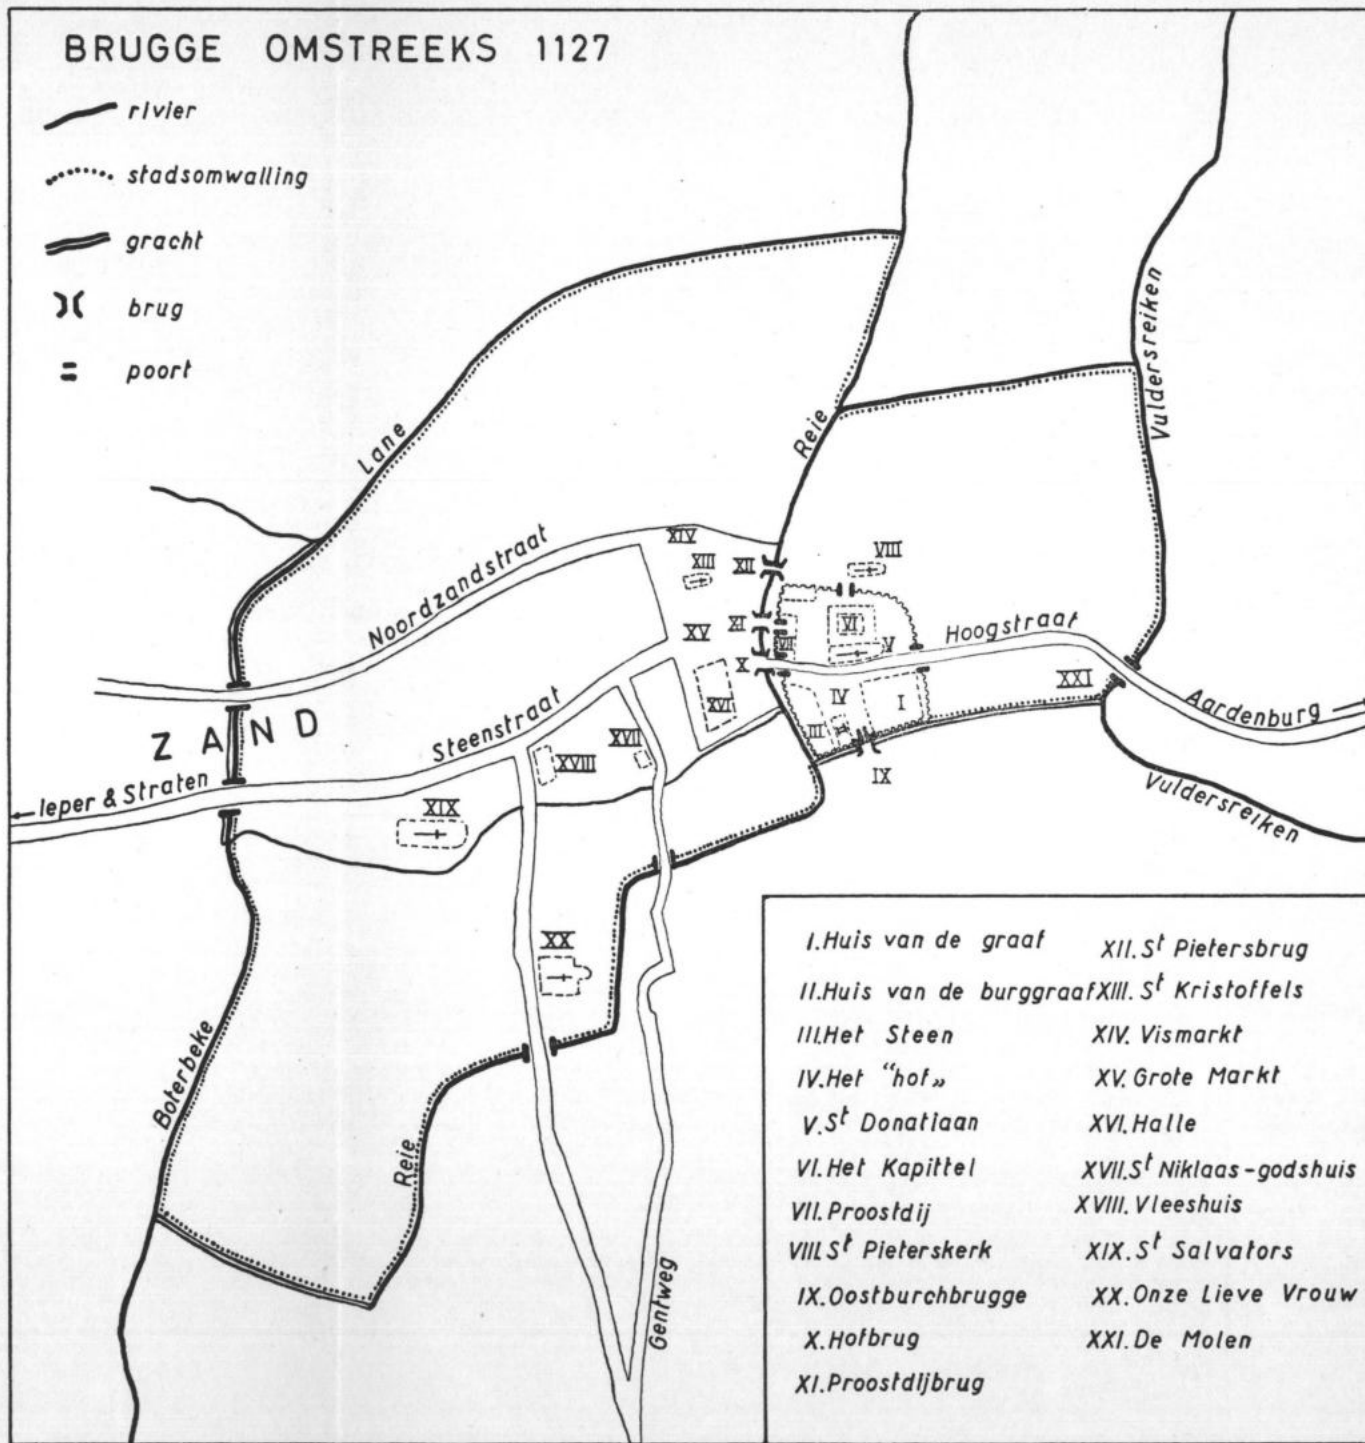 BRUGGE OMSTREEKS 1127
rivier
stadsomwalling
gracht
brug
poort
Lane
Reie
Vuldersreiken
Noordzandstraat
XIV
XIII
XII
VIII
XI
XV
VII
VI
V
Hoogstraat
X
XXI
Aardenburg →
ZAND
Steenstraat
XVI
IV
I
III
II
XVII
XVIII
IX
Vuldersreiken
← Ieper & Straten
XIX
XX
Boterbeke
Reie
Gentweg
I. Huis van de graaf
II. Huis van de burggraaf
III. Het Steen
IV. Het “hof„
V. St Donatiaan
VI. Het Kapittel
VII. Proostdij
VIII. St Pieterskerk
IX. Oostburchbrugge
X. Hofbrug
XI. Proostdijbrug
XII. St Pietersbrug
XIII. St Kristoffels
XIV. Vismarkt
XV. Grote Markt
XVI. Halle
XVII. St Niklaas-godshuis
XVIII. Vleeshuis
XIX. St Salvators
XX. Onze Lieve Vrouw
XXI. De Molen